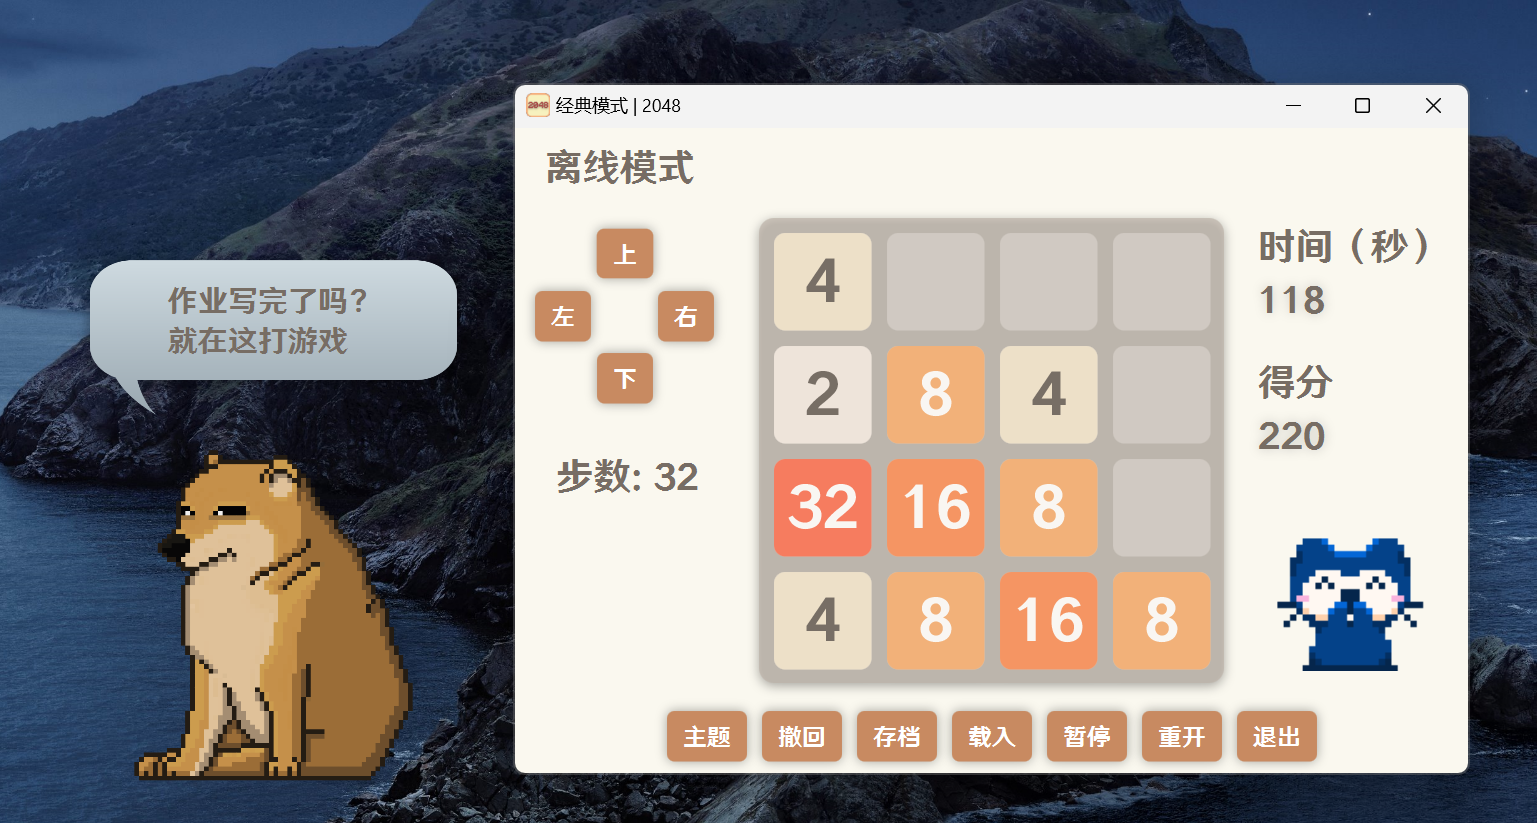 2048 经典模式 | 2048
离线模式
作业写完了吗？
就在这打游戏
上
左
右
下
步数: 32
4
2 8 4
32 16 8
4 8 16 8
时间（秒）
118
得分
220
主题 撤回 存档 载入 暂停 重开 退出